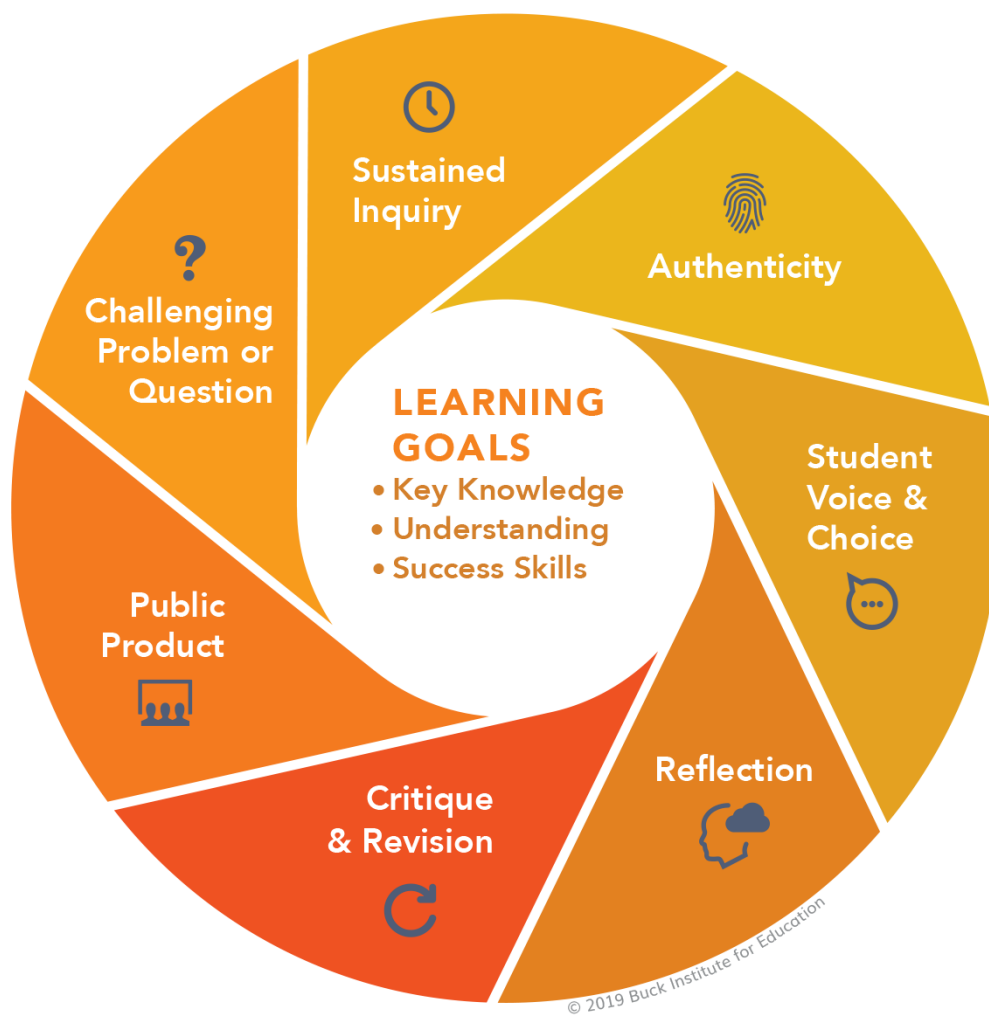 Sustained
Inquiry
Authenticity
Challenging
Problem or
Question
LEARNING
GOALS
• Key Knowledge
• Understanding
• Success Skills
Student
Voice &
Choice
Public
Product
Reflection
Critique
& Revision
© 2019 Buck Institute for Education